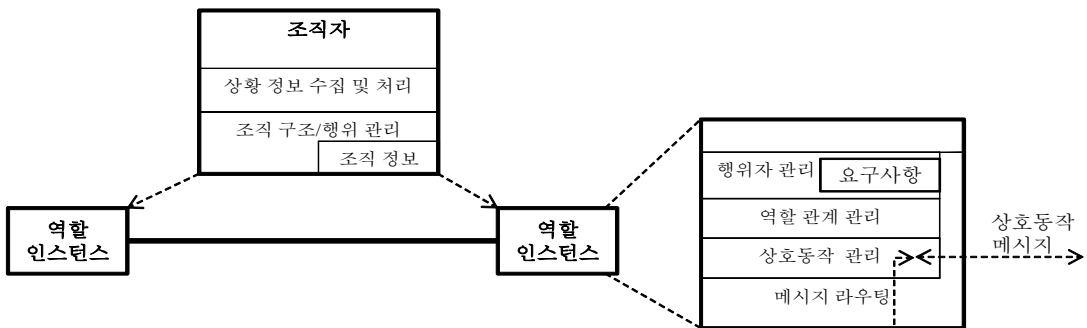 조직자
상황 정보 수집 및 처리
조직 구조/행위 관리
조직 정보
역할
인스턴스
역할
인스턴스
행위자 관리
요구사항
역할 관계 관리
상호동작 관리
메시지 라우팅
상호동작
메시지